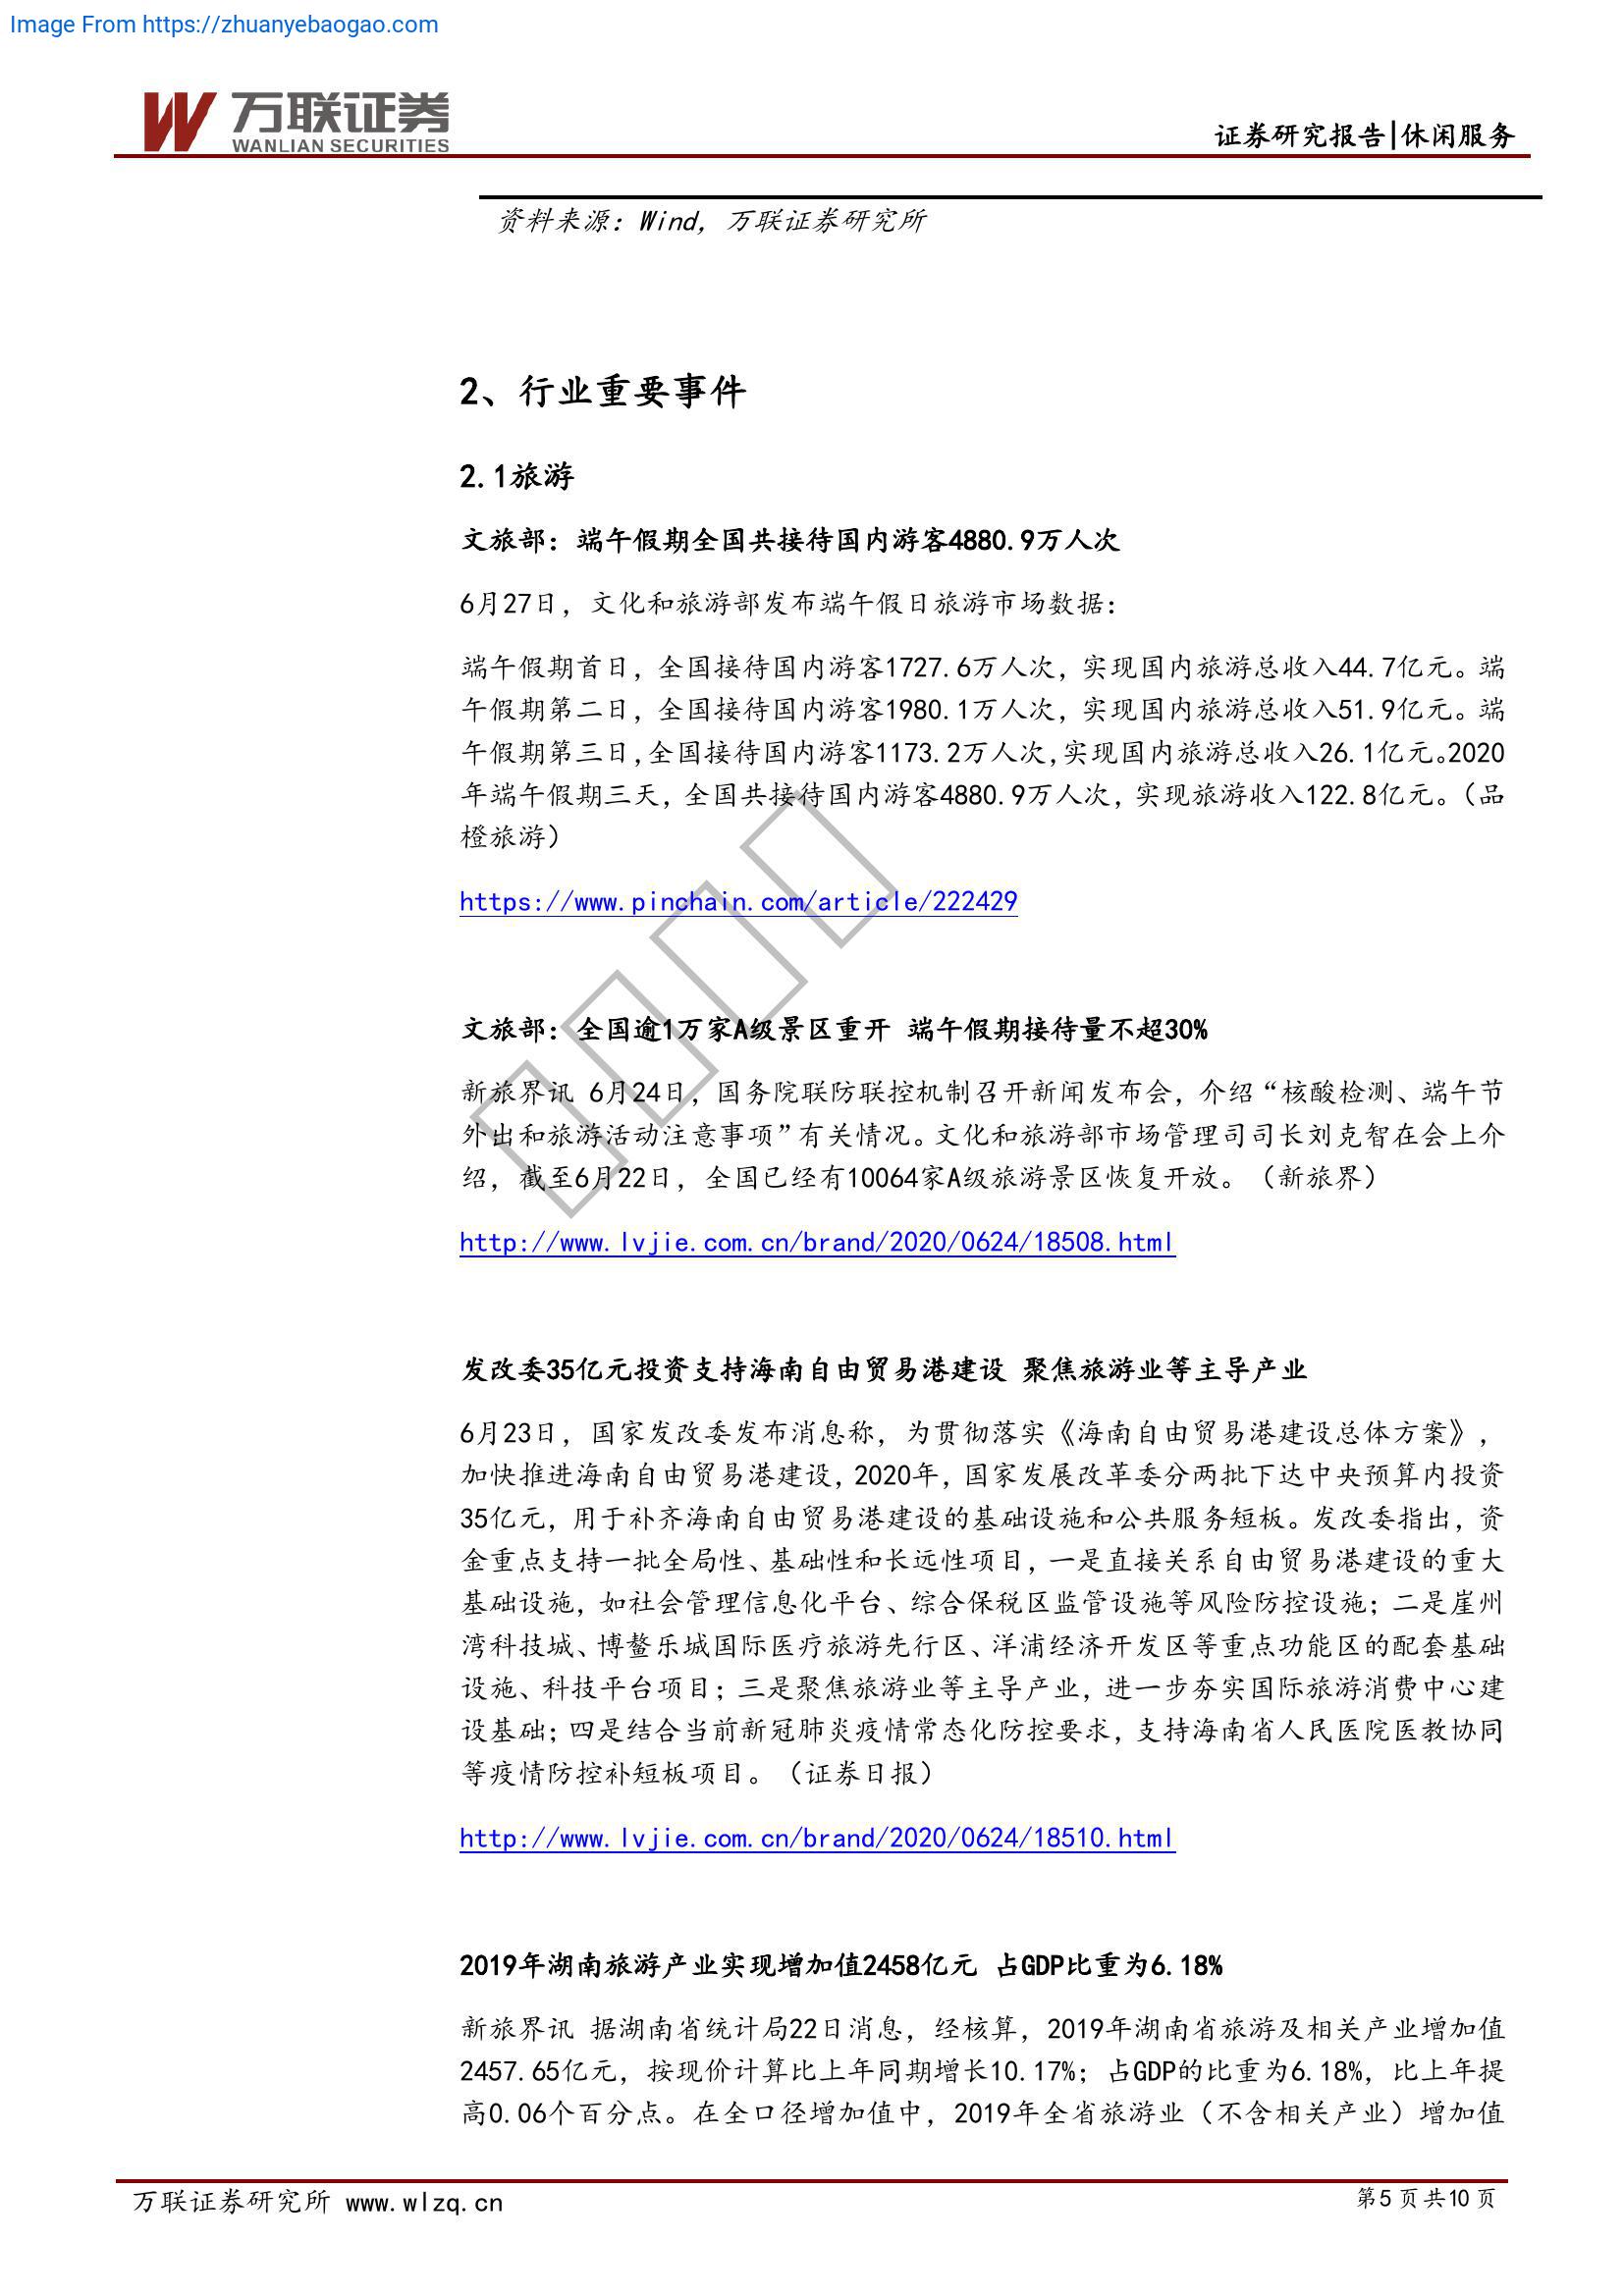 Image From https://zhuanyebaogao.com
万联证券
WANLIAN SECURITIES
证券研究报告|休闲服务
资料来源：Wind，万联证券研究所
2、行业重要事件
2.1旅游
文旅部：端午假期全国共接待国内游客4880.9万人次
6月27日，文化和旅游部发布端午假日旅游市场数据：
端午假期首日，全国接待国内游客1727.6万人次，实现国内旅游总收入44.7亿元。端
午假期第二日，全国接待国内游客1980.1万人次，实现国内旅游总收入51.9亿元。端
午假期第三日,全国接待国内游客1173.2万人次,实现国内旅游总收入26.1亿元。2020
年端午假期三天，全国共接待国内游客4880.9万人次，实现旅游收入122.8亿元。（品
橙旅游）
https://www.pinchain.com/article/222429
文旅部：全国逾1万家A级景区重开 端午假期接待量不超30%
新旅界讯 6月24日，国务院联防联控机制召开新闻发布会，介绍“核酸检测、端午节
外出和旅游活动注意事项”有关情况。文化和旅游部市场管理司司长刘克智在会上介
绍，截至6月22日，全国已经有10064家A级旅游景区恢复开放。（新旅界）
http://www.lvjie.com.cn/brand/2020/0624/18508.html
发改委35亿元投资支持海南自由贸易港建设 聚焦旅游业等主导产业
6月23日，国家发改委发布消息称，为贯彻落实《海南自由贸易港建设总体方案》，
加快推进海南自由贸易港建设，2020年，国家发展改革委分两批下达中央预算内投资
35亿元，用于补齐海南自由贸易港建设的基础设施和公共服务短板。发改委指出，资
金重点支持一批全局性、基础性和长远性项目，一是直接关系自由贸易港建设的重大
基础设施，如社会管理信息化平台、综合保税区监管设施等风险防控设施；二是崖州
湾科技城、博鳌乐城国际医疗旅游先行区、洋浦经济开发区等重点功能区的配套基础
设施、科技平台项目；三是聚焦旅游业等主导产业，进一步夯实国际旅游消费中心建
设基础；四是结合当前新冠肺炎疫情常态化防控要求，支持海南省人民医院医教协同
等疫情防控补短板项目。（证券日报）
http://www.lvjie.com.cn/brand/2020/0624/18510.html
2019年湖南旅游产业实现增加值2458亿元 占GDP比重为6.18%
新旅界讯 据湖南省统计局22日消息，经核算，2019年湖南省旅游及相关产业增加值
2457.65亿元，按现价计算比上年同期增长10.17%；占GDP的比重为6.18%，比上年提
高0.06个百分点。在全口径增加值中，2019年全省旅游业（不含相关产业）增加值
万联证券研究所 www.wlzq.cn
第5页共10页